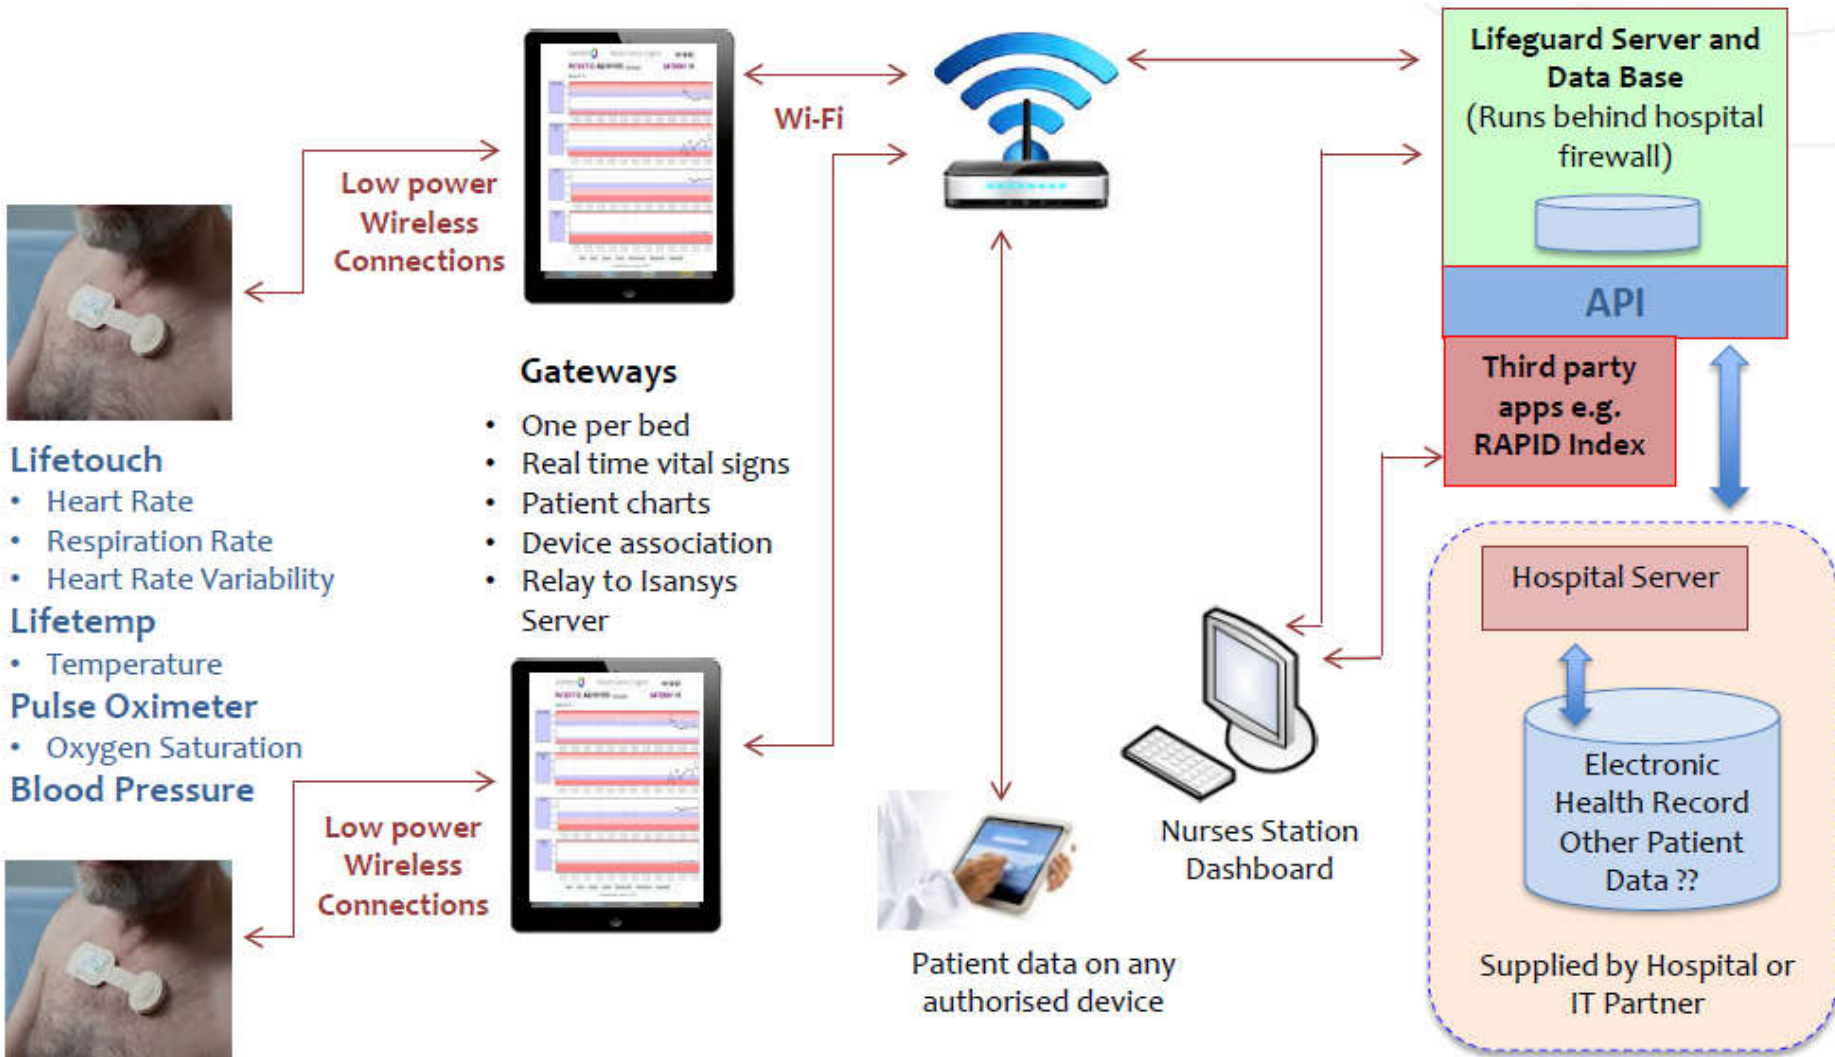 Low power
Wireless
Connections
Lifetouch
• Heart Rate
• Respiration Rate
• Heart Rate Variability
Lifetemp
• Temperature
Pulse Oximeter
• Oxygen Saturation
Blood Pressure
Low power
Wireless
Connections
Gateways
• One per bed
• Real time vital signs
• Patient charts
• Device association
• Relay to Isansys
Server
Wi-Fi
Patient data on any
authorised device
Nurses Station
Dashboard
Lifeguard Server and
Data Base
(Runs behind hospital
firewall)
API
Third party
apps e.g.
RAPID Index
Hospital Server
Electronic
Health Record
Other Patient
Data ??
Supplied by Hospital or
IT Partner